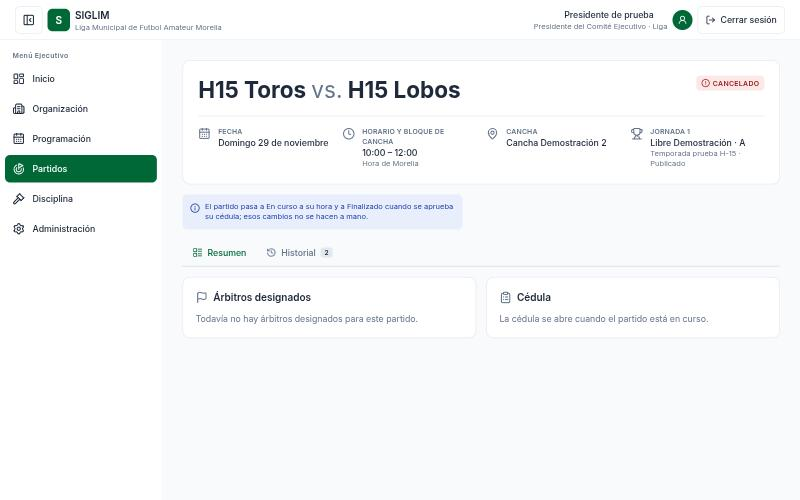 SIGLIM
Liga Municipal de Futbol Amateur Morelia
Presidente de prueba
Presidente del Comité Ejecutivo · Liga
Cerrar sesión
S
Menú Ejecutivo
Inicio
Organización
Programación
Partidos
Disciplina
Administración
H15 Toros vs. H15 Lobos
CANCELADO
FECHA
Domingo 29 de noviembre
HORARIO Y BLOQUE DE
CANCHA
10:00 – 12:00
Hora de Morelia
CANCHA
Cancha Demostración 2
JORNADA 1
Libre Demostración · A
Temporada prueba H-15 ·
Publicado
El partido pasa a En curso a su hora y a Finalizado cuando se aprueba
su cédula; esos cambios no se hacen a mano.
Resumen
Historial 2
Árbitros designados
Todavía no hay árbitros designados para este partido.
Cédula
La cédula se abre cuando el partido está en curso.